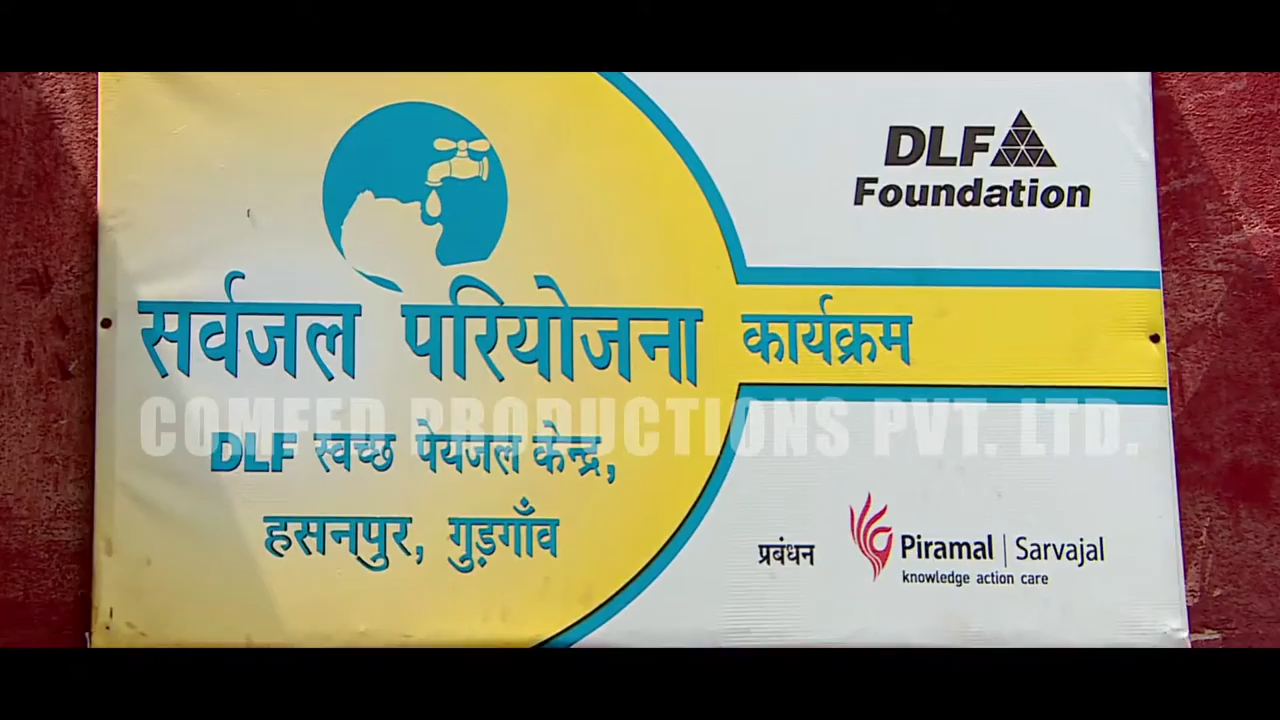 DLF
Foundation
सर्वजल परियोजना कार्यक्रम
COMFED PRODUCTIONS PVT. LTD.
DLF स्वच्छ पेयजल केन्द्र,
हसनपुर, गुड़गाँव
प्रबंधन
Piramal | Sarvajal
knowledge action care